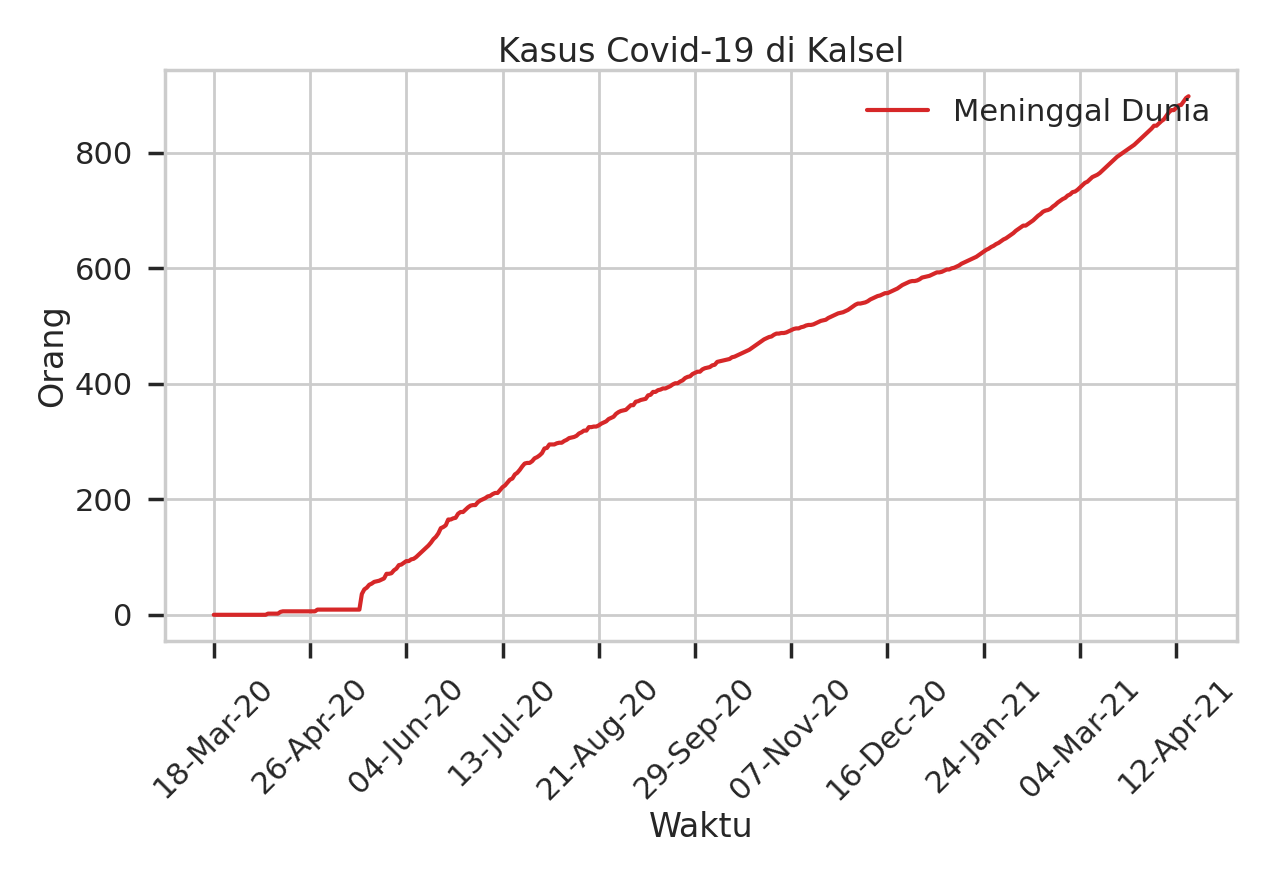 Kasus Covid-19 di Kalsel
Meninggal Dunia
Orang
800
600
400
200
0
18-Mar-20
26-Apr-20
04-Jun-20
13-Jul-20
21-Aug-20
29-Sep-20
07-Nov-20
16-Dec-20
24-Jan-21
04-Mar-21
12-Apr-21
Waktu